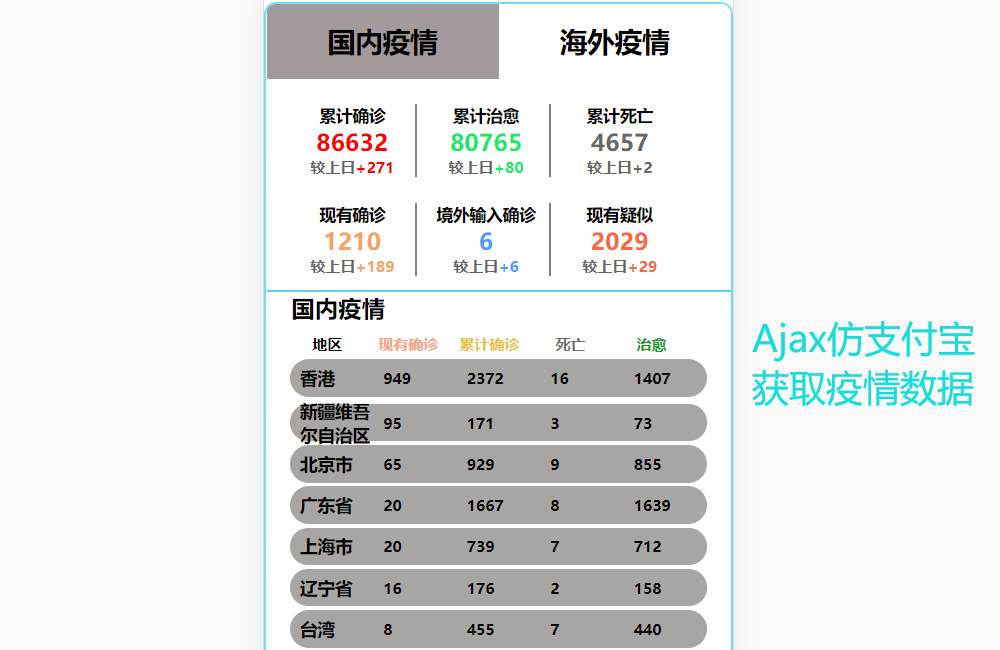 国内疫情 海外疫情
累计确诊 累计治愈 累计死亡
86632 80765 4657
较上日+271 较上日+80 较上日+2
现有确诊 境外输入确诊 现有疑似
1210 6 2029
较上日+189 较上日+6 较上日+29
国内疫情
地区 现有确诊 累计确诊 死亡 治愈
香港 949 2372 16 1407
新疆维吾
尔自治区 95 171 3 73
北京市 65 929 9 855
广东省 20 1667 8 1639
上海市 20 739 7 712
辽宁省 16 176 2 158
台湾 8 455 7 440
Ajax仿支付宝
获取疫情数据